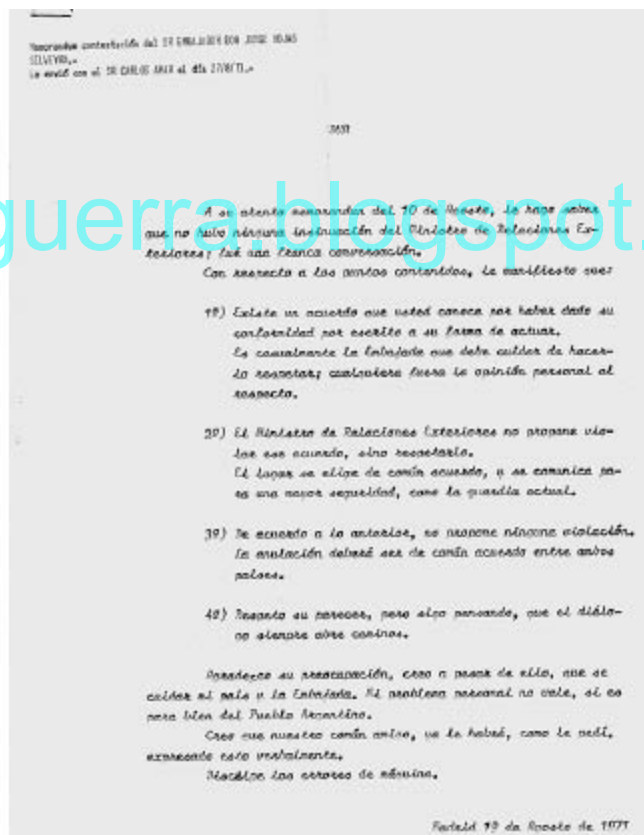 Memorandum contestación del SR EMBAJADOR DON JORGE ROJAS
SILVEYRA.-
Lo envió con el SR CARLOS el día 27/8/71.-
guerra.blogspot.
A su atento memorandum del 10 de Agosto, le hago saber
que no hubo ninguna insinuación del Ministro de Relaciones Ex-
teriores; fué una franca conversación.
Con respecto a los puntos contenidos, le manifiesto que:
1º) Existe un acuerdo que usted conoce por haber dado su
conformidad por escrito a su forma de actuar.
Es casualmente la Embajada que debe cuidar de hacer-
lo respetar; cualquiera fuera la opinión personal al
respecto.
2º) El Ministro de Relaciones Exteriores no propone vio-
lar ese acuerdo, sino respetarlo.
El lugar se elige de común acuerdo, y se comunica pa-
ra una mayor seguridad, como la guardia actual.
3º) De acuerdo a lo anterior, no propone ninguna violación.
La anulación deberá ser de común acuerdo entre ambos
países.
4º) Respeto su parecer, pero sigo pensando, que el diálo-
go siempre abre caminos.
Agradezco su preocupación, creo a pesar de ello, que se
cuidar mi país y la Embajada. Mi problema personal no vale, si es
para bien del Pueblo Argentino.
Creo que nuestro común amigo, ya le habrá, como le pedí,
expresado esto verbalmente.
Disculpe los errores de máquina.
Madrid 19 de Agosto de 1971